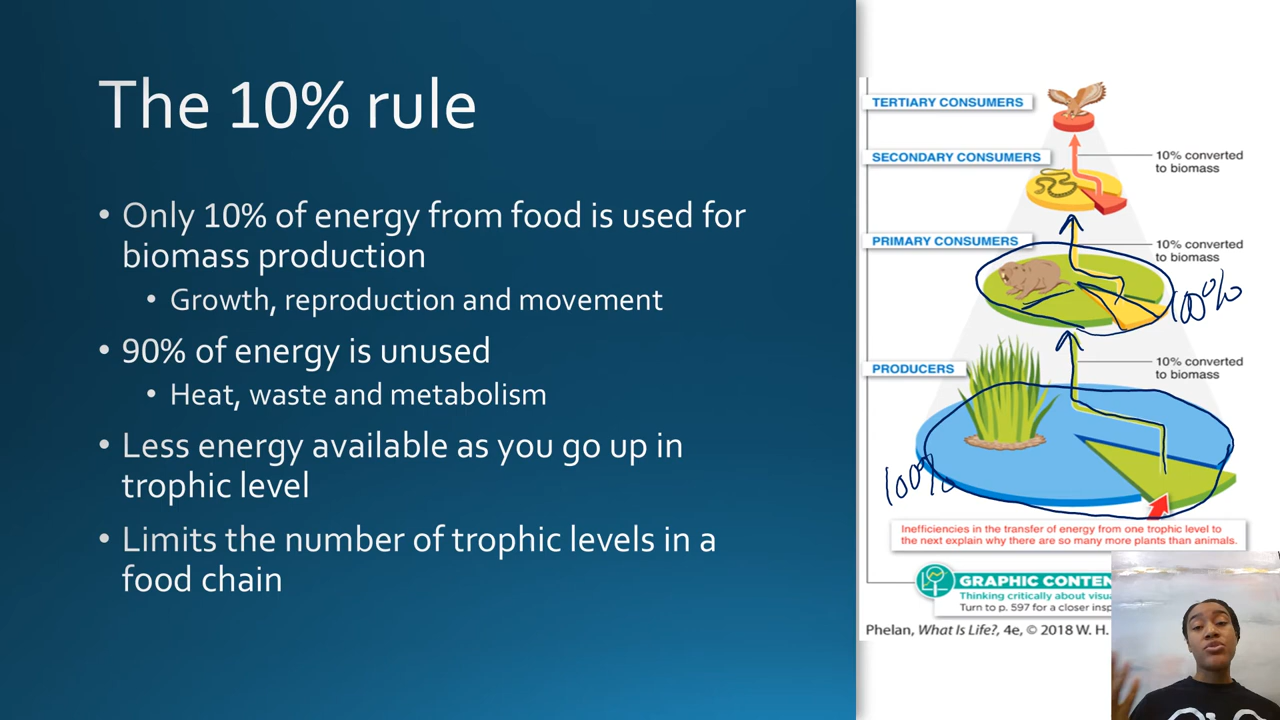 The 10% rule
• Only 10% of energy from food is used for
biomass production
• Growth, reproduction and movement
• 90% of energy is unused
• Heat, waste and metabolism
• Less energy available as you go up in
trophic level
• Limits the number of trophic levels in a
food chain
TERTIARY CONSUMERS
SECONDARY CONSUMERS
10% converted
to biomass
PRIMARY CONSUMERS
10% converted
to biomass
100%
PRODUCERS
10% converted
to biomass
100%
Inefficiencies in the transfer of energy from one trophic level to
the next explain why there are so many more plants than animals.
GRAPHIC CONTEN
Thinking critically about visu
Turn to p. 597 for a closer insp
Phelan, What Is Life?, 4e, © 2018 W. H.